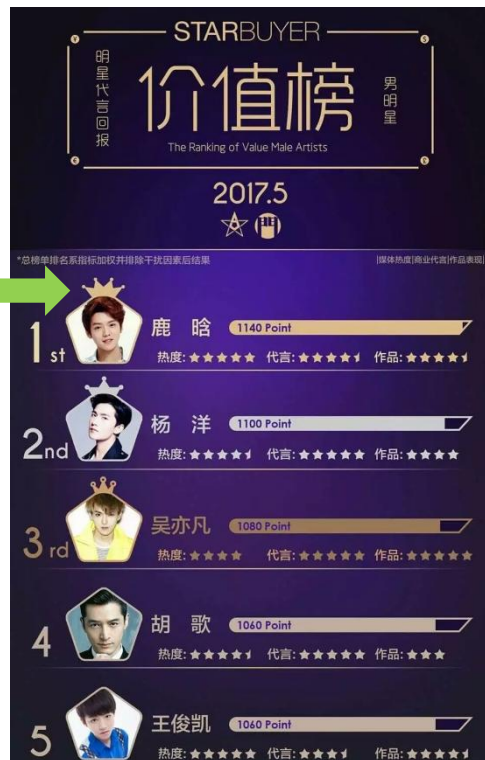 STARBUYER
明星代言回报
价值榜
男明星
The Ranking of Value Male Artists
2017.5
*总榜单排名系指标加权并排除干扰因素后结果
|媒体热度|商业代言|作品表现|
1st
鹿 晗 1140 Point
热度:★★★★★ 代言:★★★★ 作品:★★★★
2nd
杨 洋 1100 Point
热度:★★★★ 代言:★★★★★ 作品:★★★★
3rd
吴亦凡 1080 Point
热度:★★★★ 代言:★★★★★ 作品:★★★★★
4
胡 歌 1060 Point
热度:★★★★ 代言:★★★★★ 作品:★★★
5
王俊凯 1060 Point
热度:★★★★★ 代言:★★★ 作品:★★★★